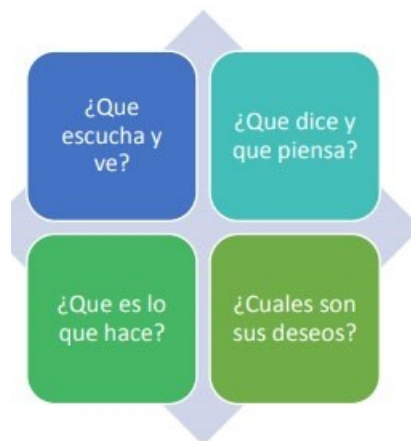 ¿Que
escucha y
ve?
¿Que dice y
que piensa?
¿Que es lo
que hace?
¿Cuales son
sus deseos?